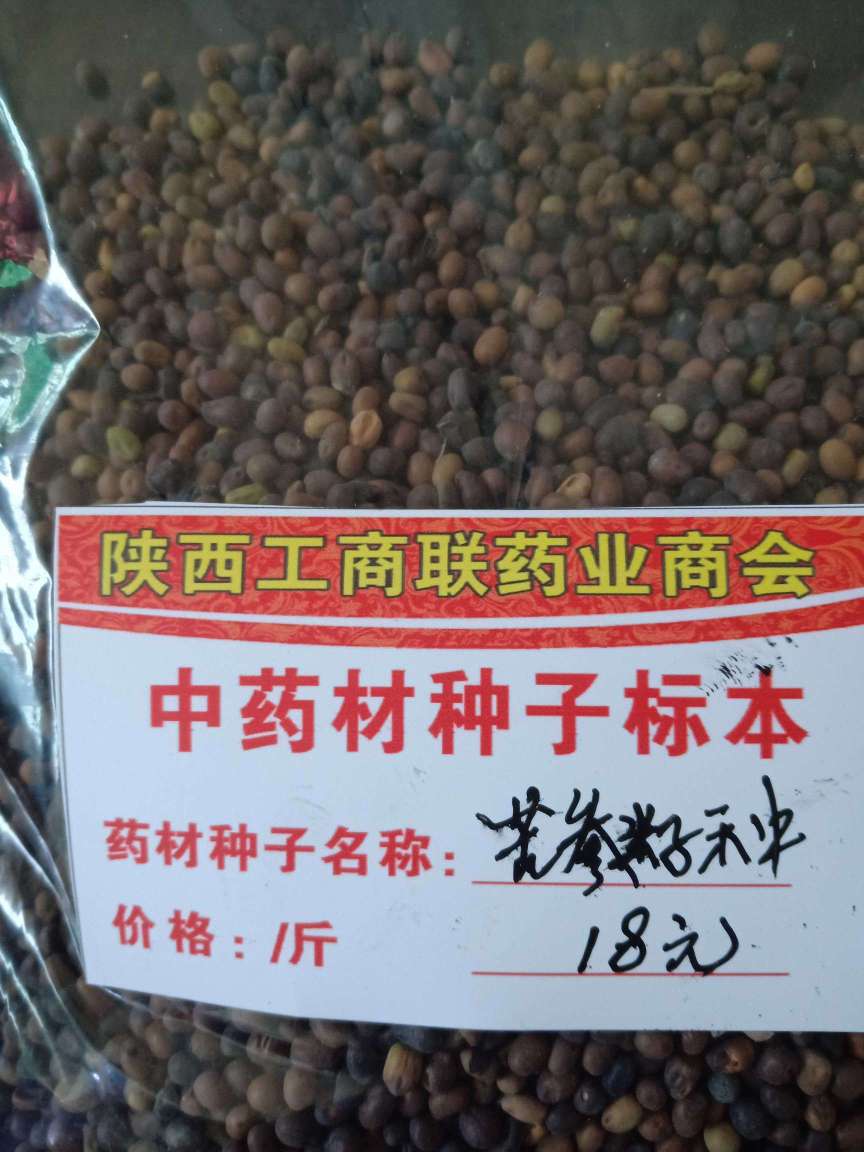 陕西工商联药业商会
中药材种子标本
药材种子名称：苦参籽种
价格：/斤 18元